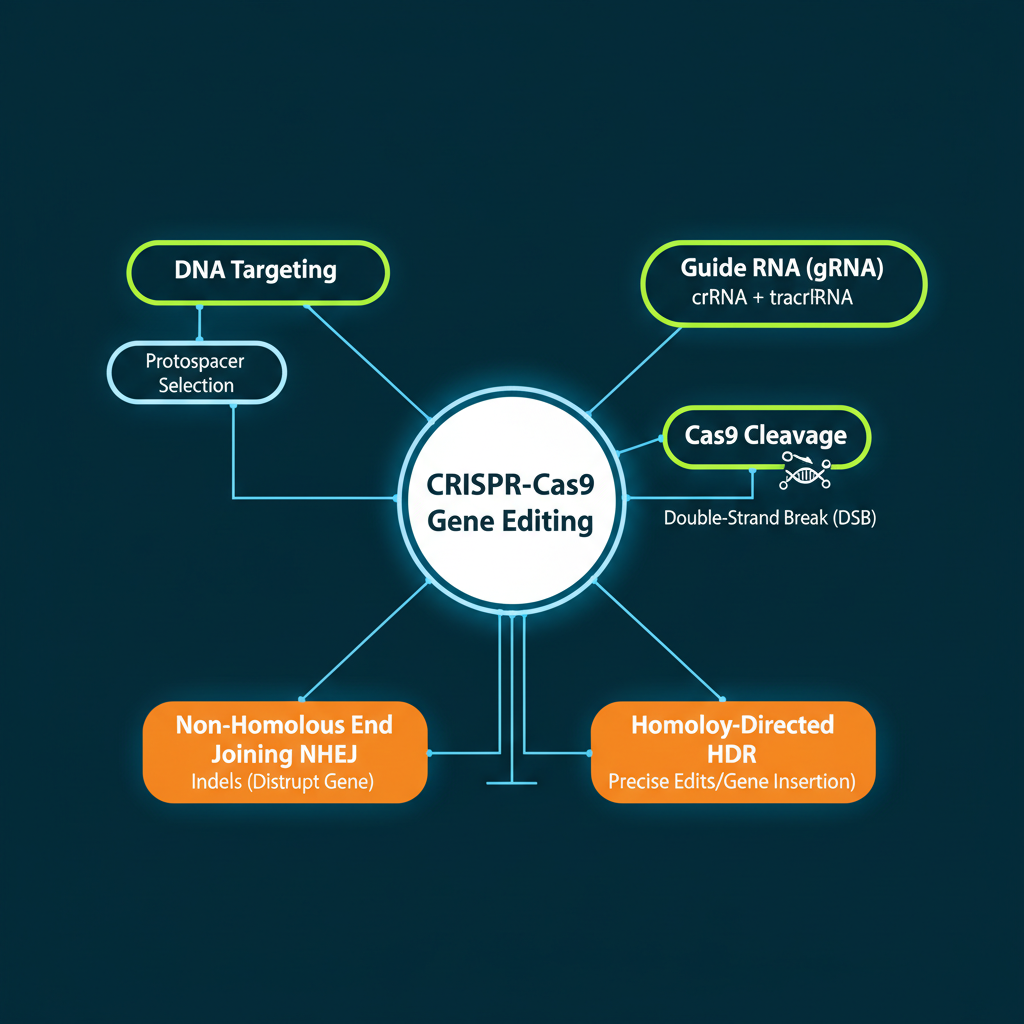 DNA Targeting
Protospacer
Selection
Guide RNA (gRNA)
crRNA + tracrlRNA
Cas9 Cleavage
Double-Strand Break (DSB)
CRISPR-Cas9
Gene Editing
Non-Homolous End
Joining NHEJ
Indels (Distrupt Gene)
Homoloy-Directed
HDR
Precise Edits/Gene Insertion)